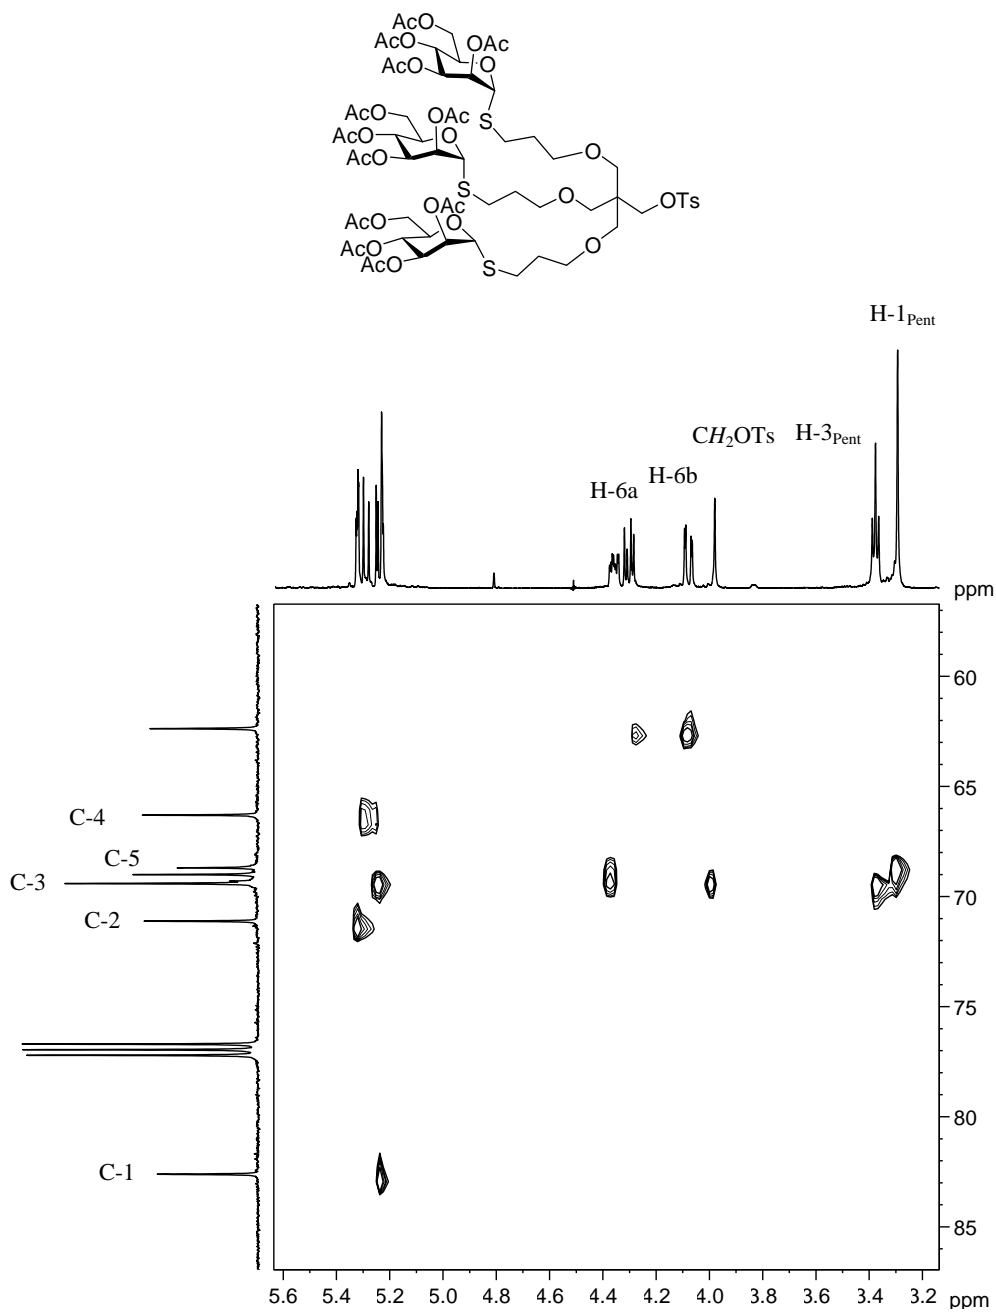 AcO
AcO OAc
AcO O
AcO
S
O
AcO OAc
AcO O
AcO
S
O
OTs
OAc
AcO O
AcO
AcO
S
O
H-1Pent
CH2OTs H-3Pent
H-6b
H-6a
ppm
60
65
C-4
C-5
C-3
70
C-2
75
80
C-1
85
5.6 5.4 5.2 5.0 4.8 4.6 4.4 4.2 4.0 3.8 3.6 3.4 3.2 ppm